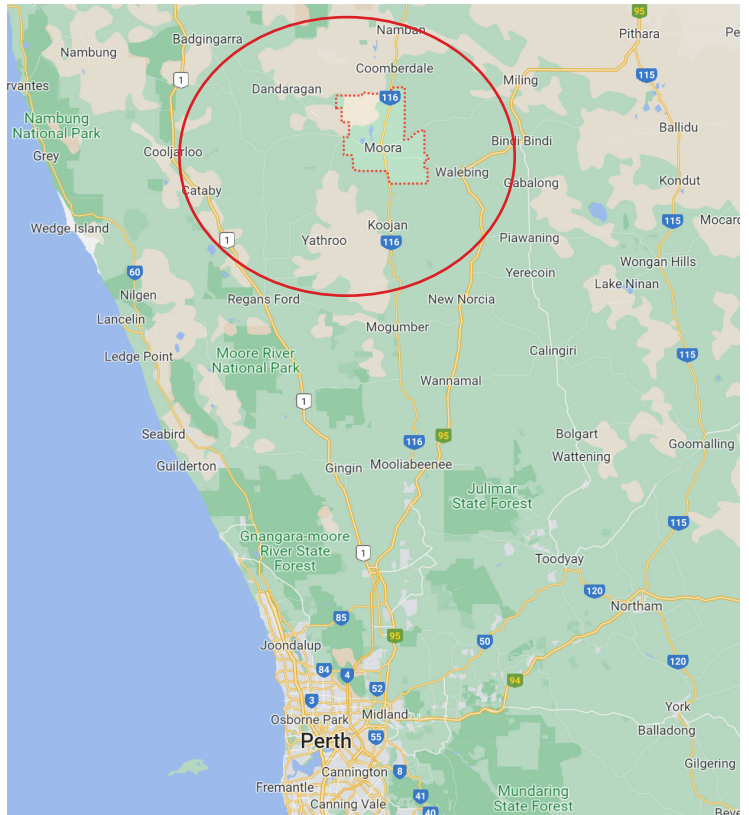 95
Badgingarra
Namban
Pithara
Pe
Nambung
Coomberdale
1
115
Miling
rvantes
Dandaragan
116
Nambung
National Park
Ballidu
Grey
Cooljarloo
Moora
Bindi Bindi
Walebing
Gabalong
Kondut
Cataby
Wedge Island
Koojan
115
Mocaro
1
Yathroo
116
Piawaning
60
Yerecoin
Wongan Hills
Lake Ninan
Nilgen
Regans Ford
New Norcia
Lancelin
Mogumber
Ledge Point
Moore River
National Park
Calingiri
115
Wannamal
1
Seabird
116
95
Bolgart
Goomalling
Guilderton
Gingin
Mooliabeenee
Wattening
Julimar
State Forest
115
Gnangara-moore
River State
Forest
1
Toodyay
120
Northam
85
95
50
Joondalup
84
4
120
3
52
94
Osborne Park
Midland
York
Perth
55
Balladong
Cannington
8
Gilgering
Fremantle
41
Mundaring
State Forest
Canning Vale
40
Beve